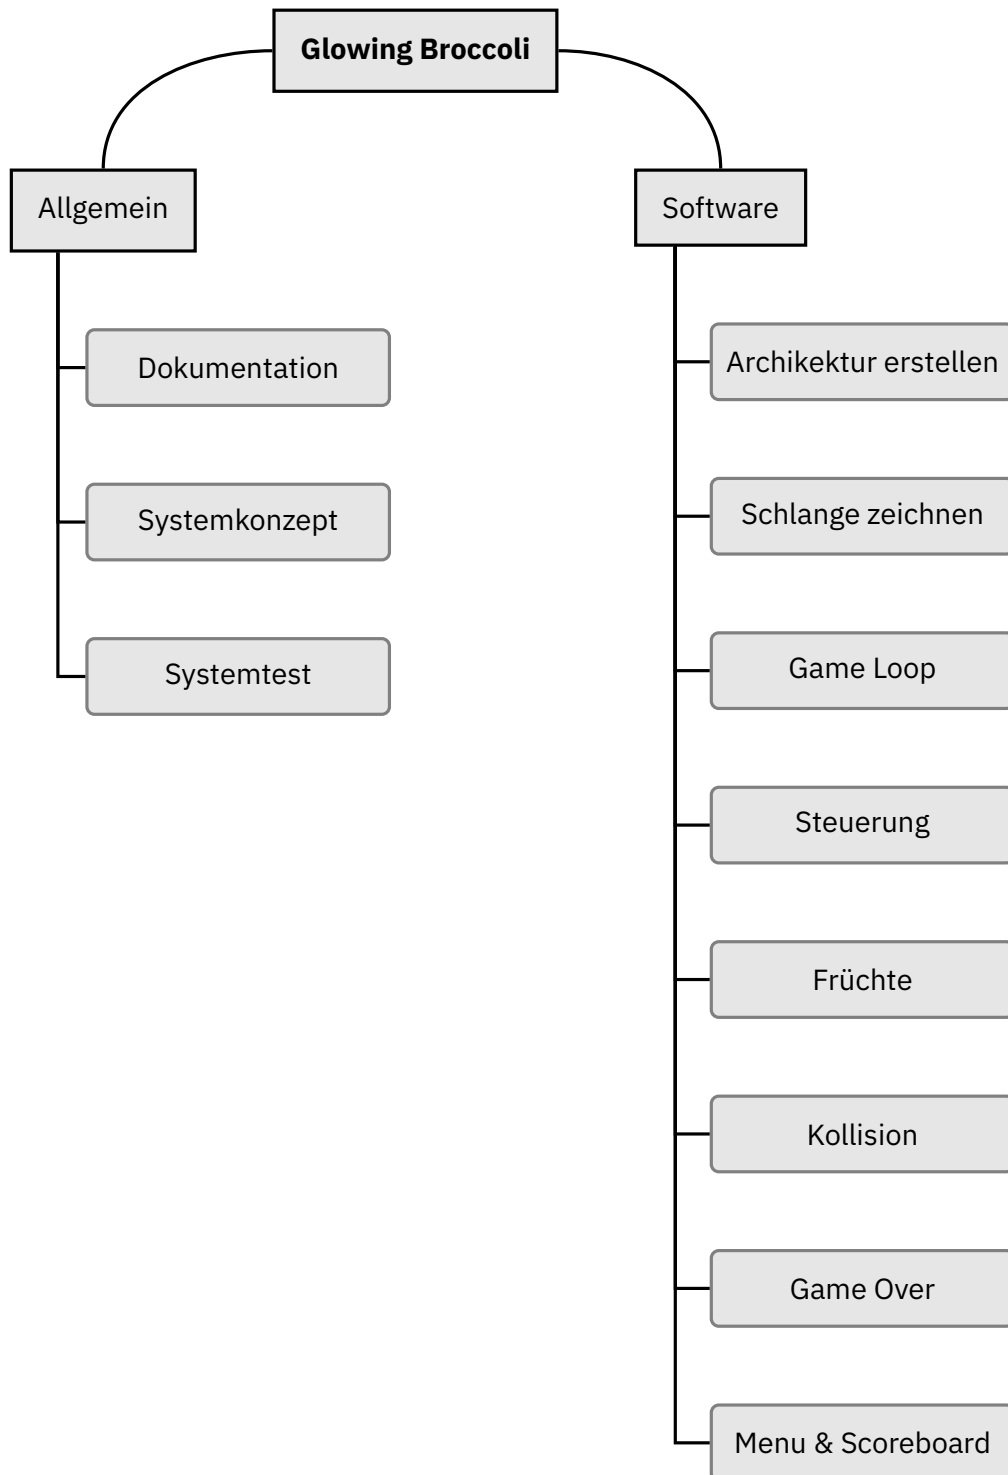 Glowing Broccoli
Allgemein
Dokumentation
Systemkonzept
Systemtest
Software
Archikektur erstellen
Schlange zeichnen
Game Loop
Steuerung
Früchte
Kollision
Game Over
Menu & Scoreboard